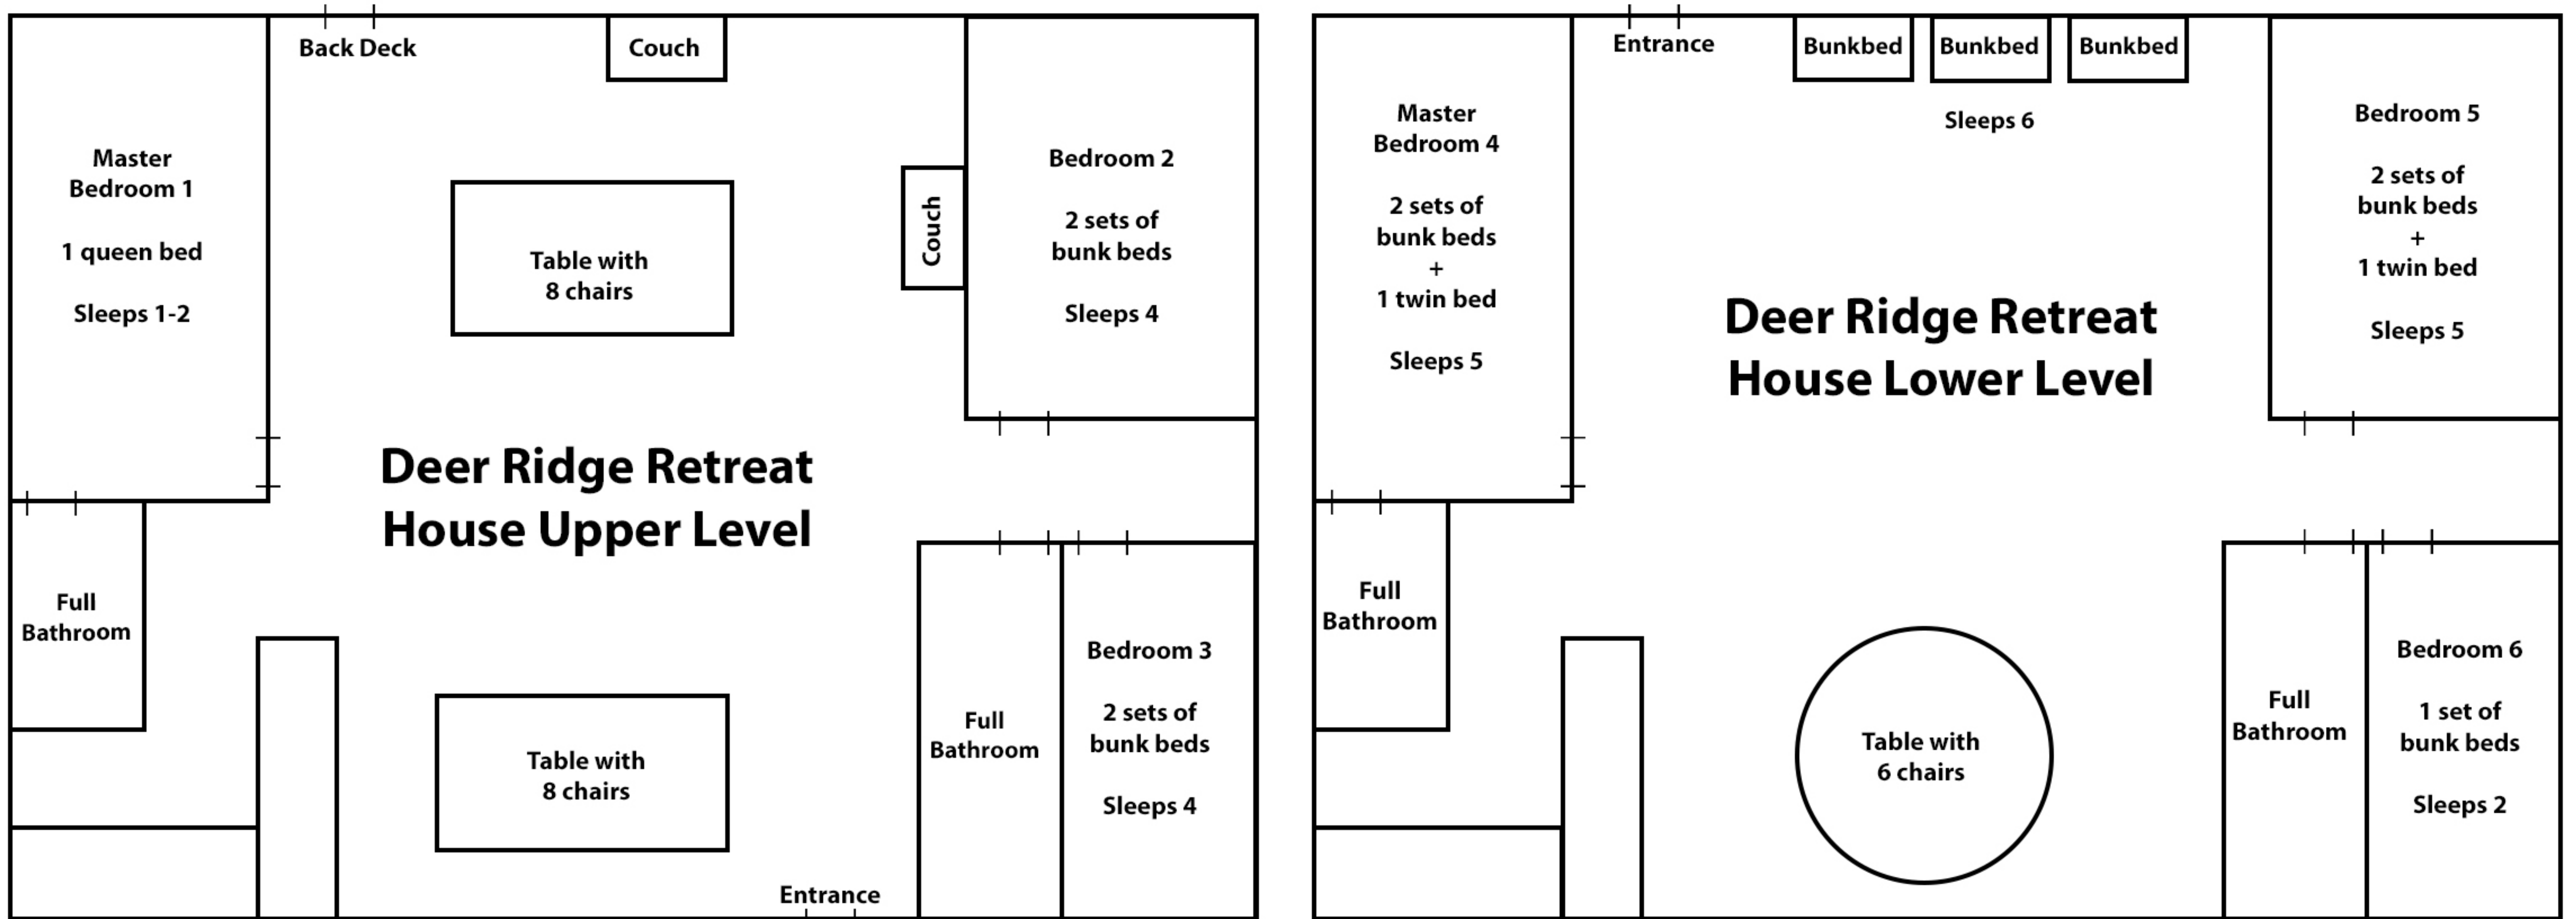 Back Deck
Couch
Master
Bedroom 1
1 queen bed
Sleeps 1-2
Table with
8 chairs
Couch
Bedroom 2
2 sets of
bunk beds
Sleeps 4
Deer Ridge Retreat
House Upper Level
Full
Bathroom
Table with
8 chairs
Full
Bathroom
Bedroom 3
2 sets of
bunk beds
Sleeps 4
Entrance
Entrance
Bunkbed
Bunkbed
Bunkbed
Sleeps 6
Master
Bedroom 4
2 sets of
bunk beds
+
1 twin bed
Sleeps 5
Bedroom 5
2 sets of
bunk beds
+
1 twin bed
Sleeps 5
Deer Ridge Retreat
House Lower Level
Full
Bathroom
Table with
6 chairs
Full
Bathroom
Bedroom 6
1 set of
bunk beds
Sleeps 2